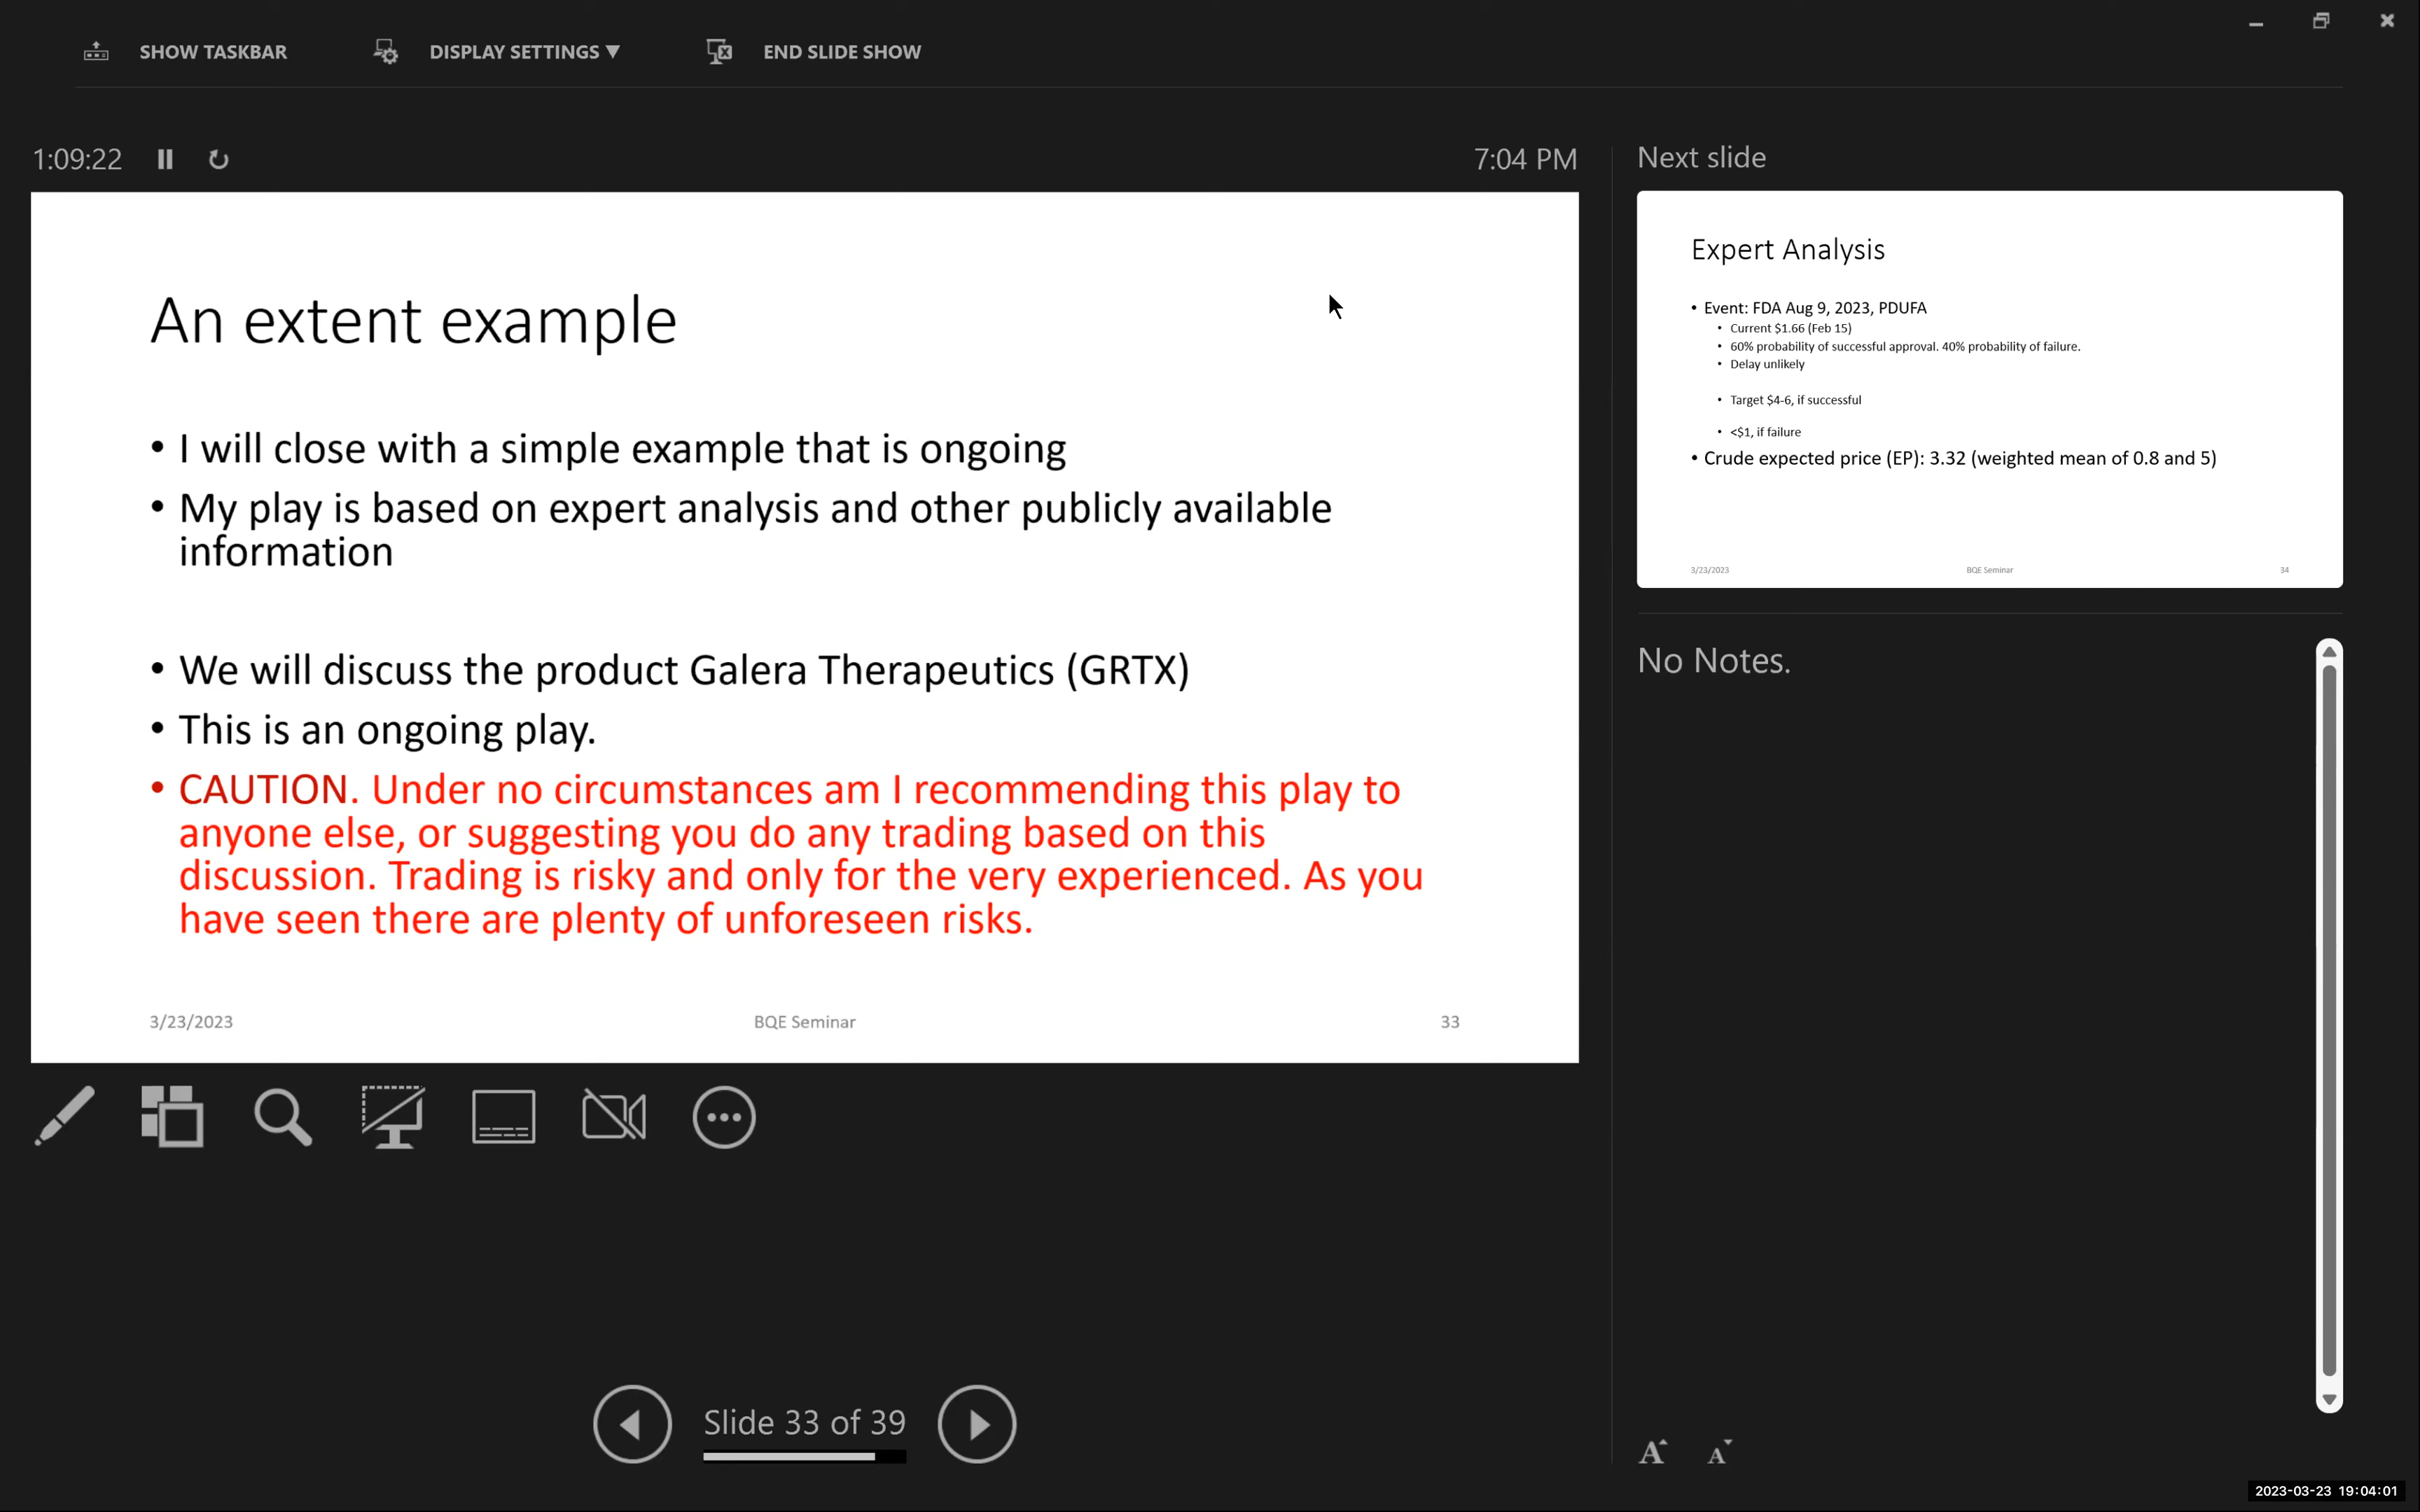 SHOW TASKBAR
DISPLAY SETTINGS ▼
END SLIDE SHOW
1:09:22
7:04 PM
An extent example
• I will close with a simple example that is ongoing
• My play is based on expert analysis and other publicly available
information
• We will discuss the product Galera Therapeutics (GRTX)
• This is an ongoing play.
• CAUTION. Under no circumstances am I recommending this play to
anyone else, or suggesting you do any trading based on this
discussion. Trading is risky and only for the very experienced. As you
have seen there are plenty of unforeseen risks.
3/23/2023
BQE Seminar
33
Slide 33 of 39
Next slide
Expert Analysis
• Event: FDA Aug 9, 2023, PDUFA
• Current $1.66 (Feb 15)
• 60% probability of successful approval. 40% probability of failure.
• Delay unlikely
• Target $4-6, if successful
• <$1, if failure
• Crude expected price (EP): 3.32 (weighted mean of 0.8 and 5)
3/23/2023
BQE Seminar
34
No Notes.
A A
2023-03-23 19:04:01